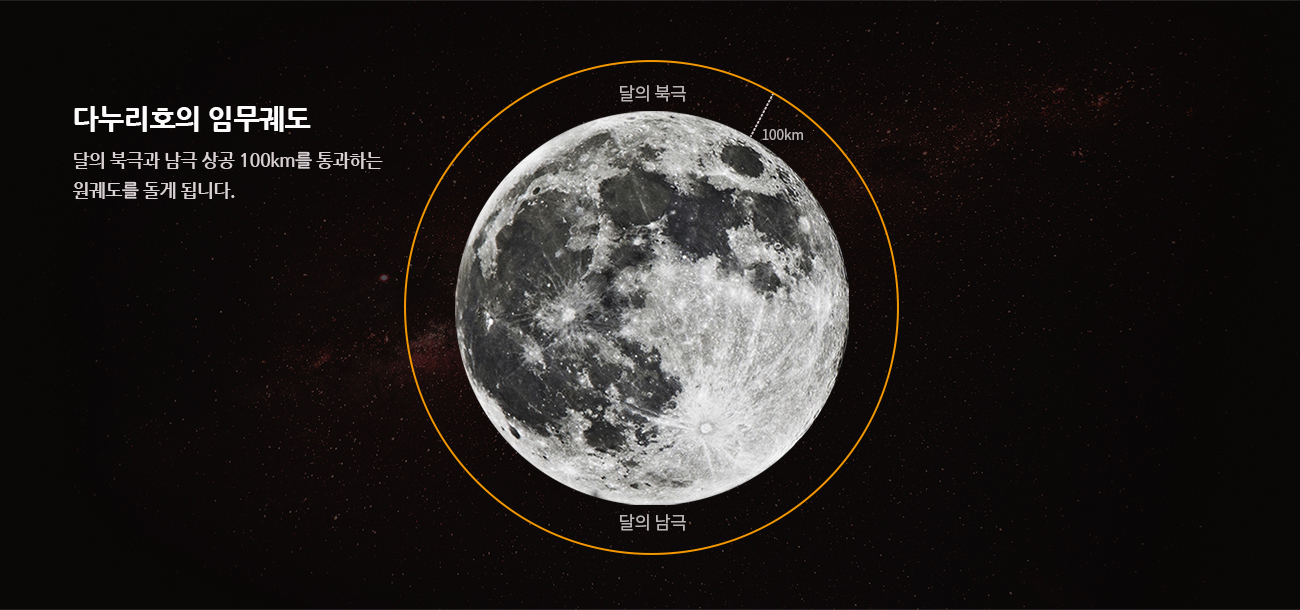 다누리호의 임무궤도
달의 북극과 남극 상공 100km를 통과하는
원궤도를 돌게 됩니다.
달의 북극
100km
달의 남극